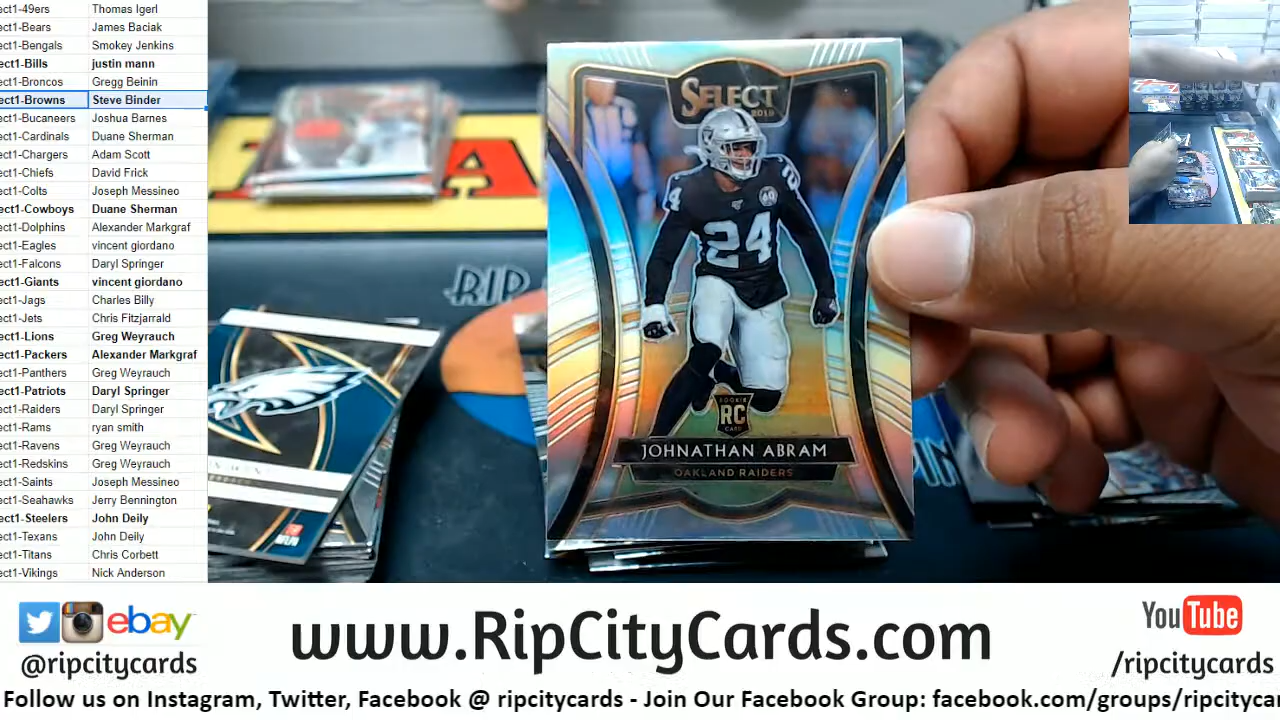 ect1-49ers Thomas Igerl
ect1-Bears James Baciak
ect1-Bengals Smokey Jenkins
ect1-Bills justin mann
ect1-Broncos Gregg Beinin
ect1-Browns Steve Binder
ect1-Bucaneers Joshua Barnes
ect1-Cardinals Duane Sherman
ect1-Chargers Adam Scott
ect1-Chiefs David Frick
ect1-Colts Joseph Messineo
ect1-Cowboys Duane Sherman
ect1-Dolphins Alexander Markgraf
ect1-Eagles vincent giordano
ect1-Falcons Daryl Springer
ect1-Giants vincent giordano
ect1-Jags Charles Billy
ect1-Jets Chris Fitzjarrald
ect1-Lions Greg Weyrauch
ect1-Packers Alexander Markgraf
ect1-Panthers Greg Weyrauch
ect1-Patriots Daryl Springer
ect1-Raiders Daryl Springer
ect1-Rams ryan smith
ect1-Ravens Greg Weyrauch
ect1-Redskins Greg Weyrauch
ect1-Saints Joseph Messineo
ect1-Seahawks Jerry Bennington
ect1-Steelers John Deily
ect1-Texans John Deily
ect1-Titans Chris Corbett
ect1-Vikings Nick Anderson
SELECT
2019
24
24
24
ROOKIE
RC
CARD
JOHNATHAN ABRAM
OAKLAND RAIDERS
RIP
ebay
@ripcitycards
www.RipCityCards.com
YouTube
/ripcitycards
Follow us on Instagram, Twitter, Facebook @ ripcitycards - Join Our Facebook Group: facebook.com/groups/ripcityca